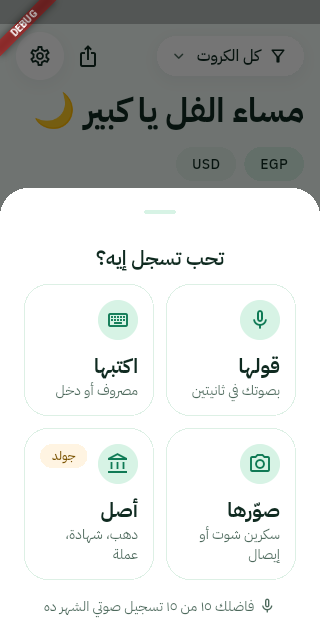 DEBUG
كل الكروت
مساء الفل يا كبير 🌙
EGP
USD
تحب تسجل إيه؟
قولها
بصوتك في ثانيتين
اكتبها
مصروف أو دخل
صوّرها
سكرين شوت أو
إيصال
جولد
أصل
دهب، شهادة،
عملة
فاضلك ١٥ من ١٥ تسجيل صوتي الشهر ده